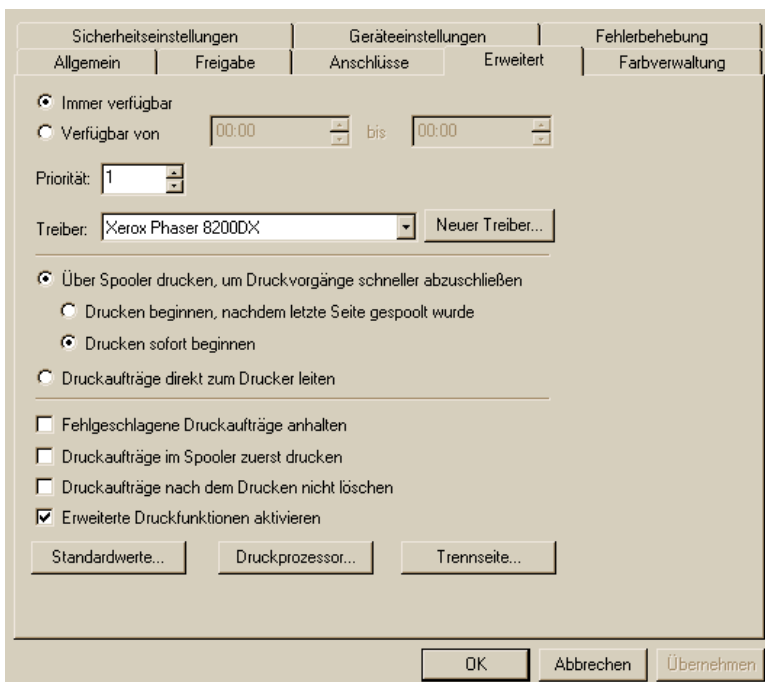 Sicherheitseinstellungen Geräteeinstellungen Fehlerbehebung
Allgemein Freigabe Anschlüsse Erweitert Farbverwaltung
Immer verfügbar
Verfügbar von 00:00 bis 00:00
Priorität: 1
Treiber: Xerox Phaser 8200DX Neuer Treiber...
Über Spooler drucken, um Druckvorgänge schneller abzuschließen
Drucken beginnen, nachdem letzte Seite gespoolt wurde
Drucken sofort beginnen
Druckaufträge direkt zum Drucker leiten
Fehlgeschlagene Druckaufträge anhalten
Druckaufträge im Spooler zuerst drucken
Druckaufträge nach dem Drucken nicht löschen
Erweiterte Druckfunktionen aktivieren
Standardwerte... Druckprozessor... Trennseite...
OK Abbrechen Übernehmen